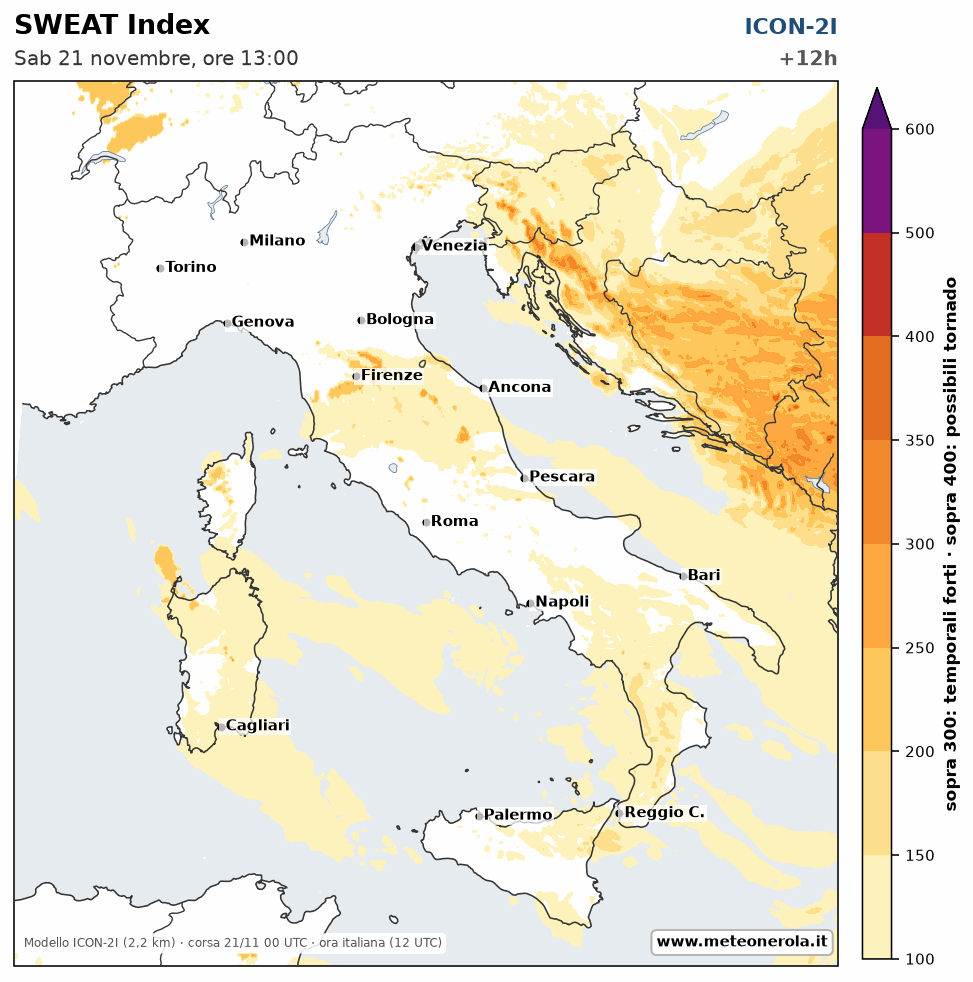 SWEAT Index
ICON-2I
Sab 21 novembre, ore 13:00
+12h
Milano
Venezia
Torino
Genova
Bologna
Firenze
Ancona
Pescara
Roma
Bari
Napoli
Cagliari
Palermo
Reggio C.
Modello ICON-2I (2,2 km) · corsa 21/11 00 UTC · ora italiana (12 UTC)
www.meteonerola.it
600
500
400
350
300
250
200
150
100
sopra 300: temporali forti · sopra 400: possibili tornado